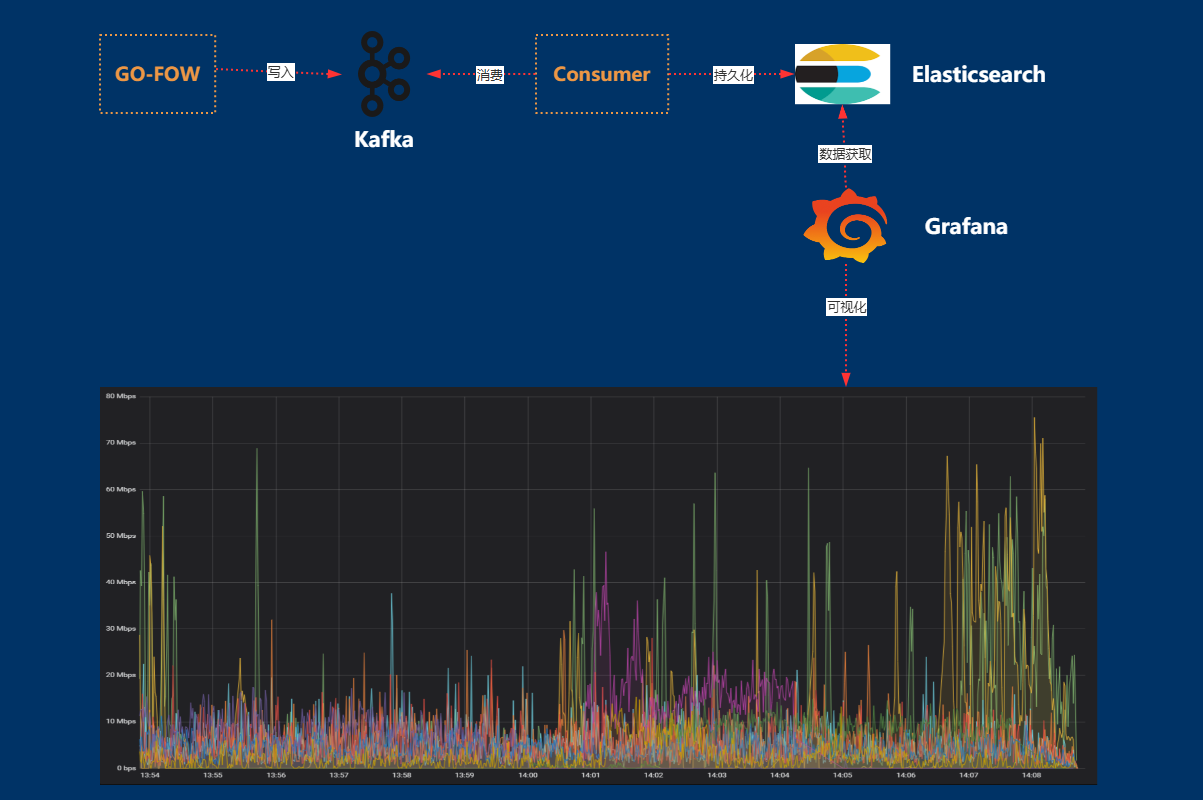 GO-FOW
写入
Kafka
消费
Consumer
持久化
Elasticsearch
数据获取
Grafana
可视化
80 Mbps
70 Mbps
60 Mbps
50 Mbps
40 Mbps
30 Mbps
20 Mbps
10 Mbps
0 bps
13:54 13:55 13:56 13:57 13:58 13:59 14:00 14:01 14:02 14:03 14:04 14:05 14:06 14:07 14:08